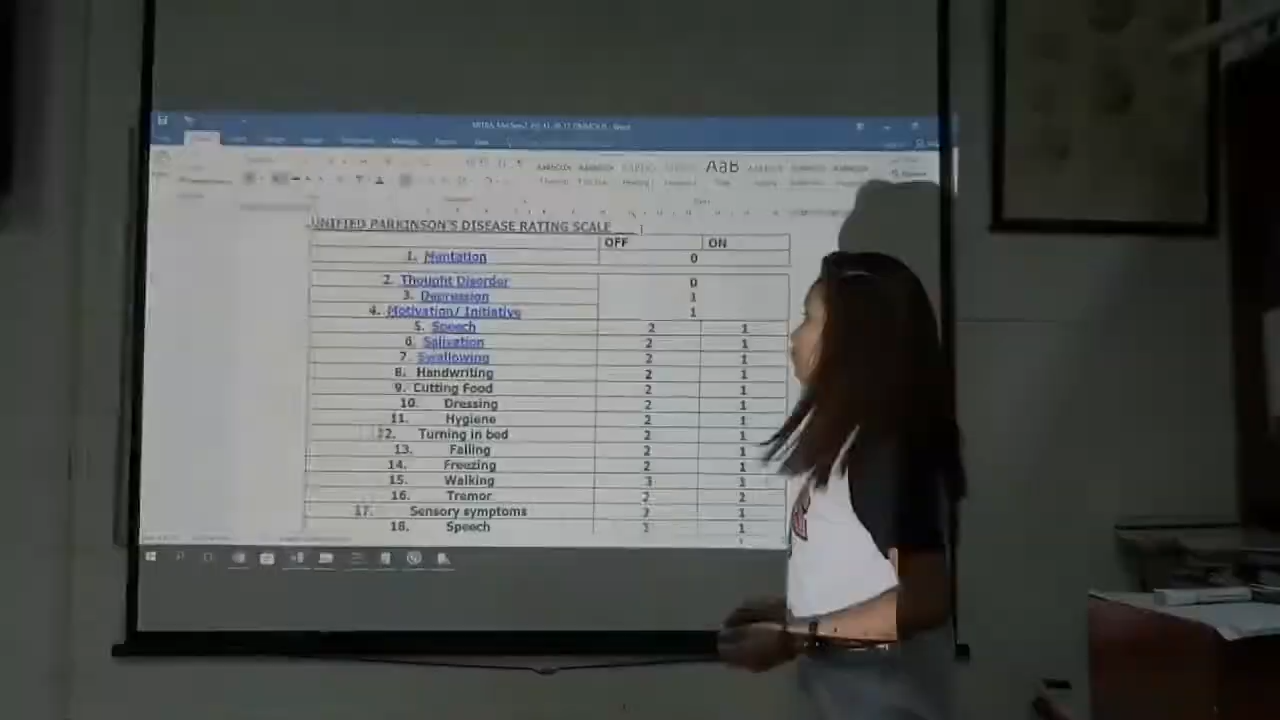 AaB
UNIFIED PARKINSON'S DISEASE RATING SCALE
OFF ON
1. Mentation 0
2. Thought Disorder 0
3. Depression 1
4. Motivation/ Initiative 1
5. Speech 2 1
6. Salivation 2 1
7. Swallowing 2 1
8. Handwriting 2 1
9. Cutting Food 2 1
10. Dressing 2 1
11. Hygiene 2 1
12. Turning in bed 2 1
13. Falling 2 1
14. Freezing 2 1
15. Walking 3 1
16. Tremor 2 2
17. Sensory symptoms 1
18. Speech 1